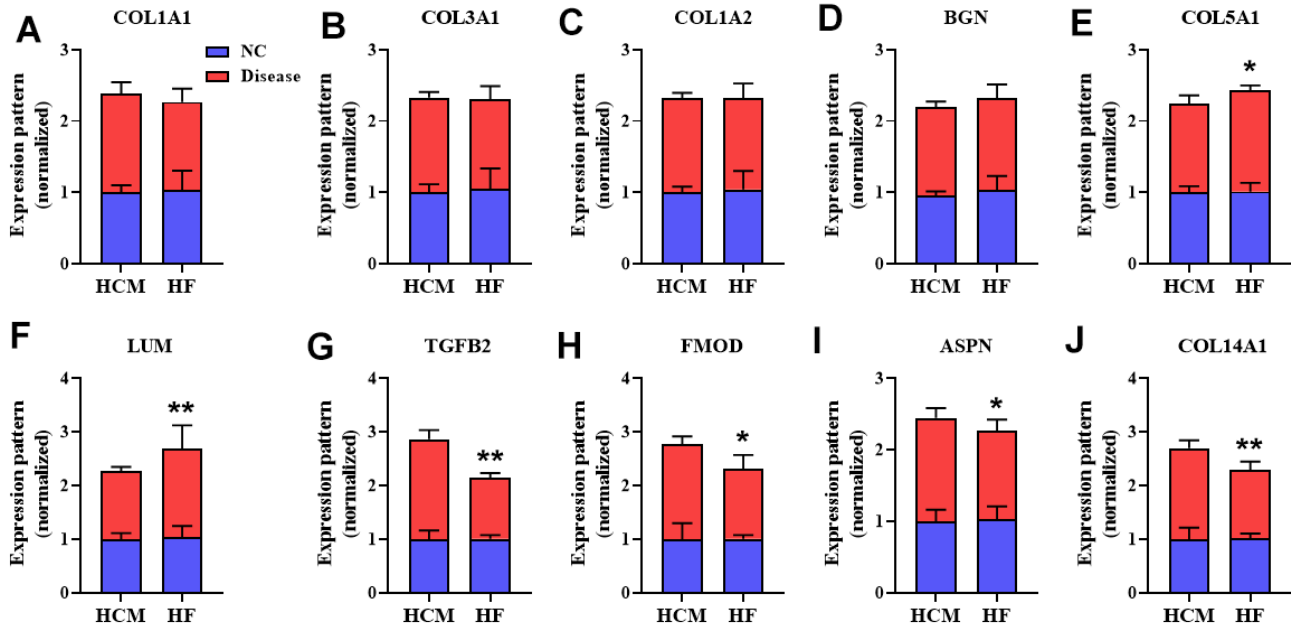 A COL1A1
B COL3A1
C COL1A2
D BGN
E COL5A1
NC
Disease
Expression pattern
(normalized)
3
2
1
0
HCM HF
Expression pattern
(normalized)
3
2
1
0
HCM HF
Expression pattern
(normalized)
3
2
1
0
HCM HF
Expression pattern
(normalized)
3
2
1
0
HCM HF
Expression pattern
(normalized)
3
2
1
0
*
HCM HF
F LUM
G TGFB2
H FMOD
I ASPN
J COL14A1
Expression pattern
(normalized)
4
3
2
1
0
**
HCM HF
Expression pattern
(normalized)
4
3
2
1
0
**
HCM HF
Expression pattern
(normalized)
4
3
2
1
0
*
HCM HF
Expression pattern
(normalized)
3
2
1
0
*
HCM HF
Expression pattern
(normalized)
4
3
2
1
0
**
HCM HF